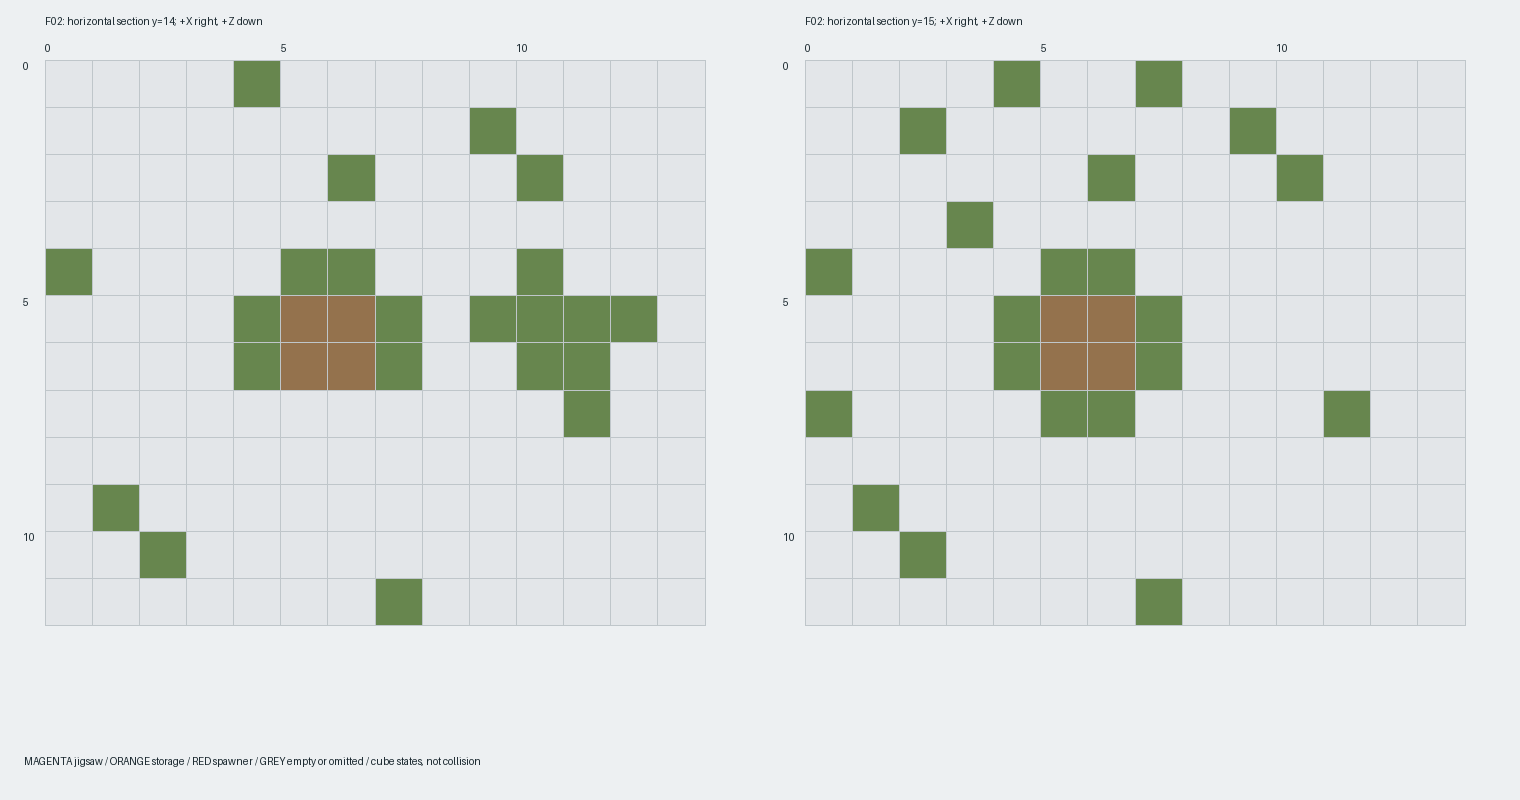 F02: horizontal section y=14; +X right, +Z down
F02: horizontal section y=15; +X right, +Z down
0 5 10
0 5 10
0
5
10
0
5
10
MAGENTA jigsaw / ORANGE storage / RED spawner / GREY empty or omitted / cube states, not collision